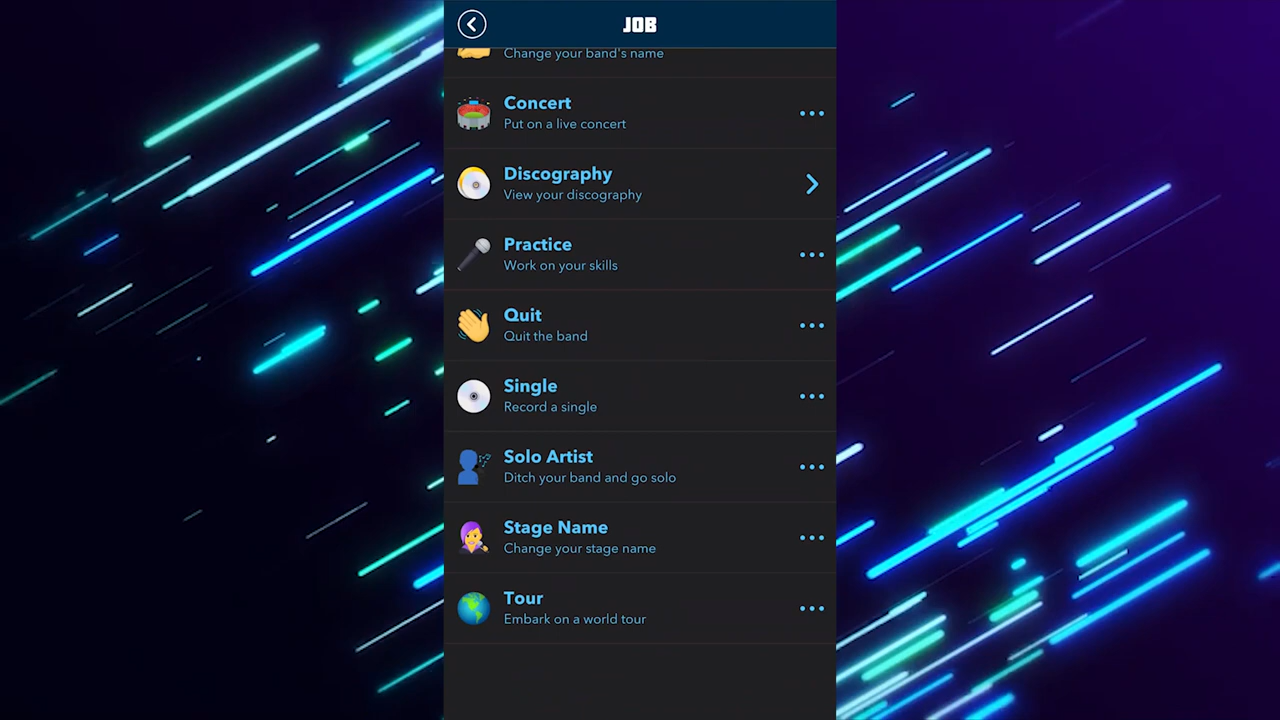 JOB
Change your band's name
Concert
Put on a live concert
Discography
View your discography
Practice
Work on your skills
Quit
Quit the band
Single
Record a single
Solo Artist
Ditch your band and go solo
Stage Name
Change your stage name
Tour
Embark on a world tour